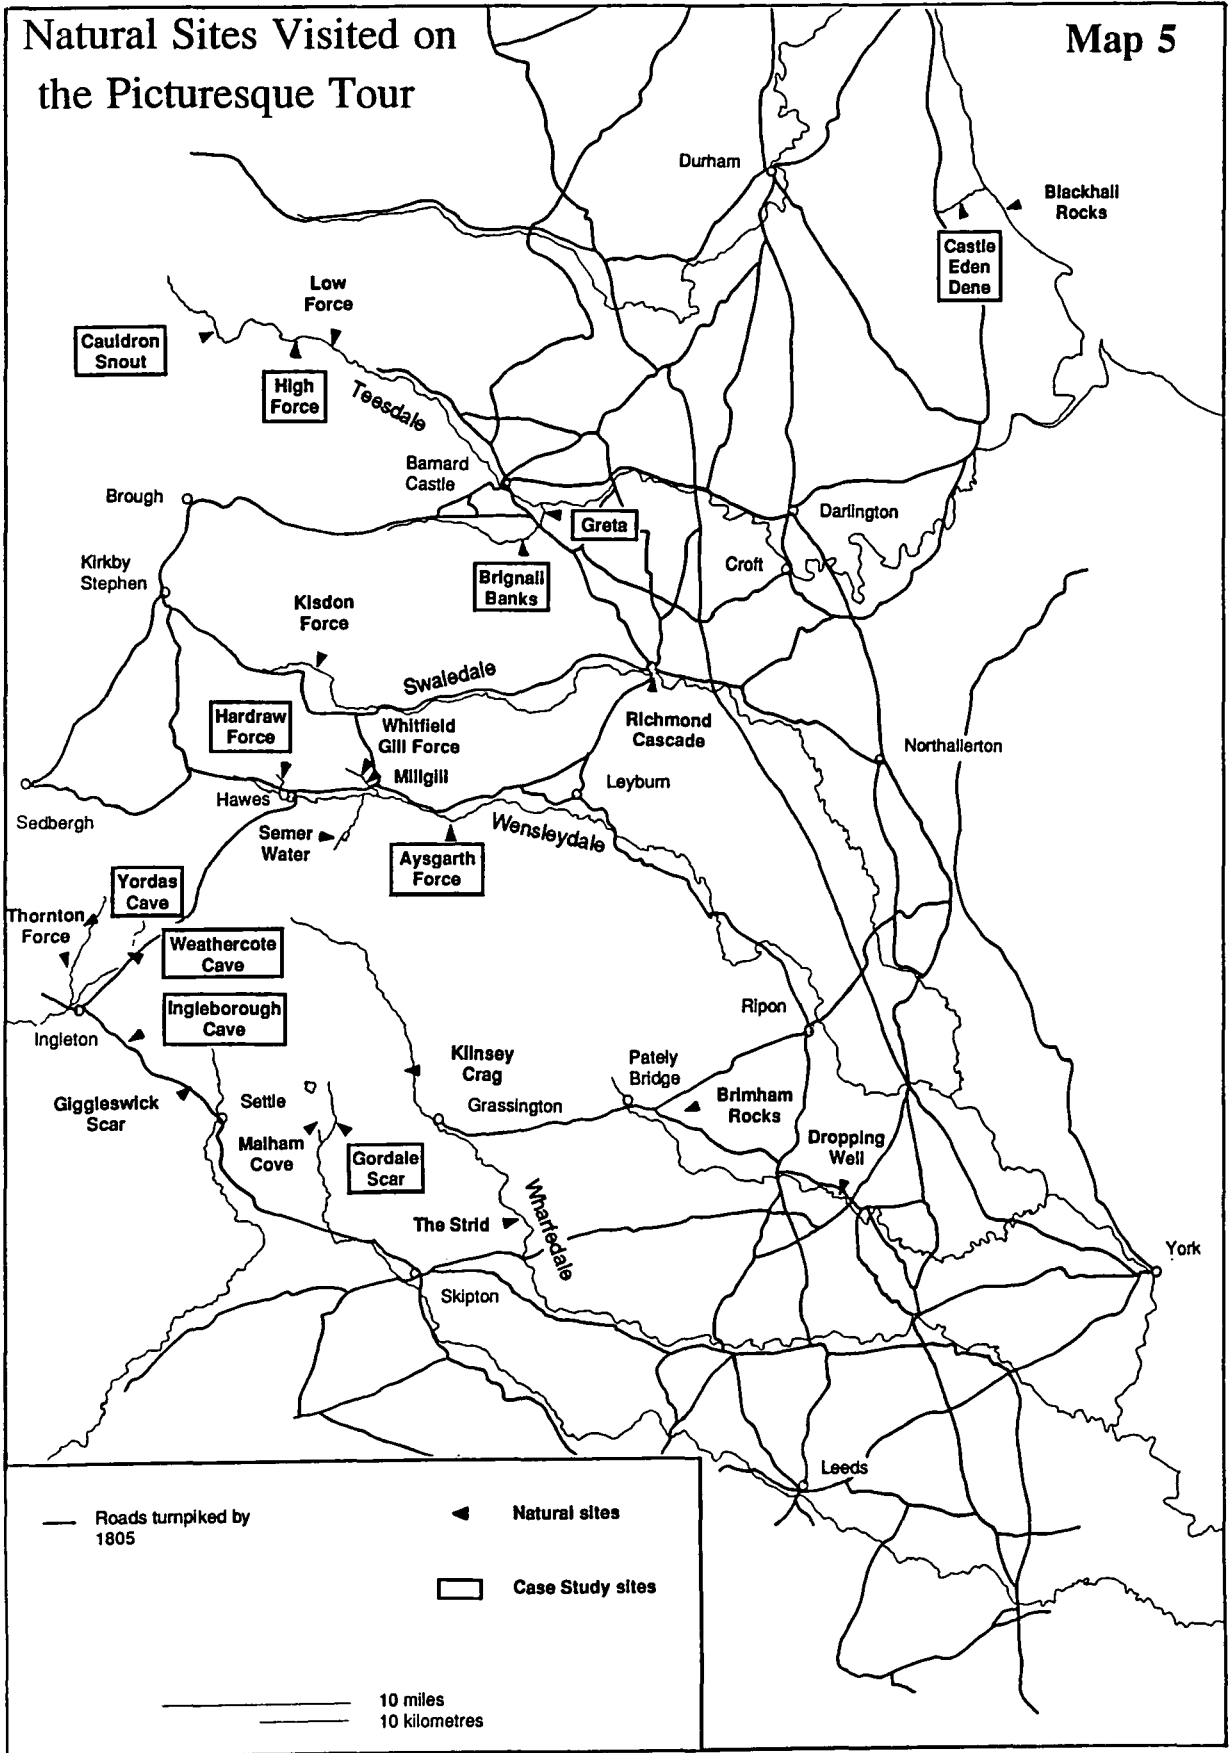 Natural Sites Visited on
the Picturesque Tour
Map 5
Durham
Blackhall
Rocks
Castle
Eden
Dene
Low
Force
Cauldron
Snout
High
Force
Teesdale
Barnard
Castle
Brough
Greta
Darlington
Kirkby
Stephen
Croft
Brignall
Banks
Kisdon
Force
Swaledale
Hardraw
Force
Whitfield
Gill Force
Richmond
Cascade
Northallerton
Millgill
Leyburn
Hawes
Sedbergh
Semer
Water
Wensleydale
Aysgarth
Force
Yordas
Cave
Thornton
Force
Weathercote
Cave
Ingleborough
Cave
Ripon
Ingleton
Kilnsey
Crag
Pately
Bridge
Giggleswick
Scar
Settle
Grassington
Brimham
Rocks
Malham
Cove
Gordale
Scar
Dropping
Well
The Strid
Wharfedale
York
Skipton
Leeds
Roads turnpiked by
1805
Natural sites
Case Study sites
10 miles
10 kilometres